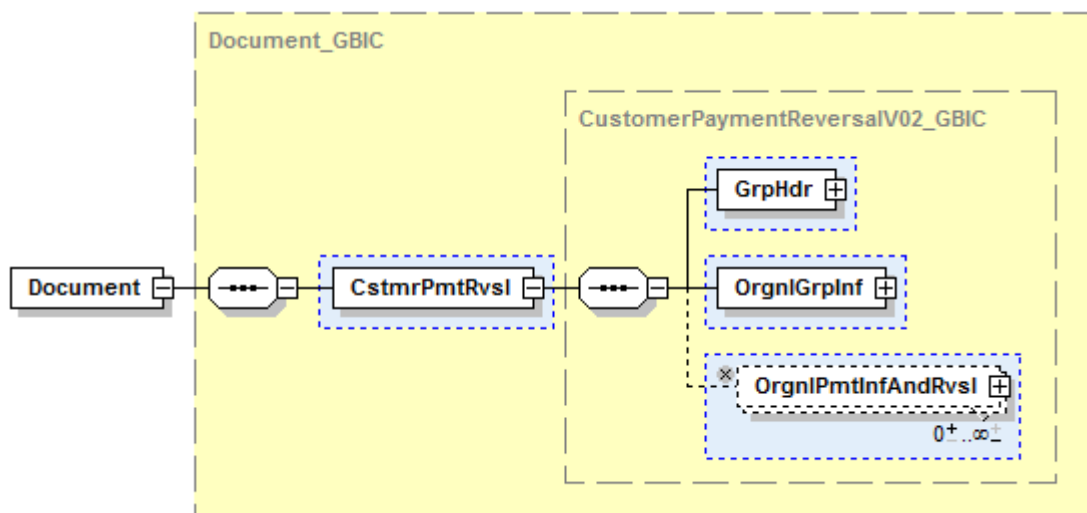 Document_GBIC
CustomerPaymentReversalV02_GBIC
GrpHdr
Document
CstmrPmtRvsl
OrgnlGrpInf
OrgnlPmtInfAndRvsl
0..∞